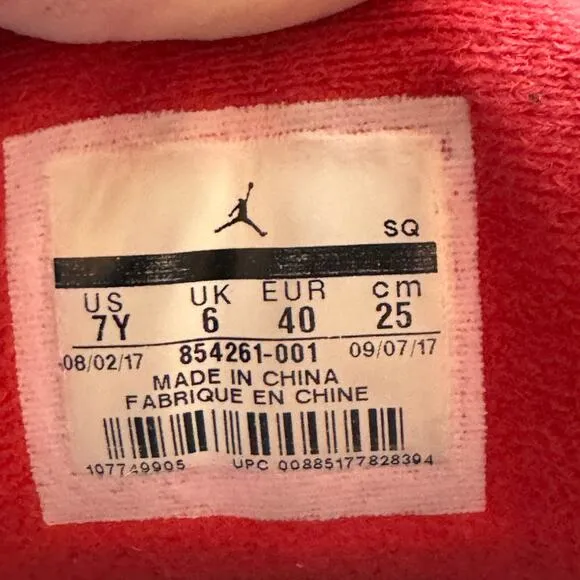 SQ
US UK EUR cm
7Y 6 40 25
08/02/17 854261-001 09/07/17
MADE IN CHINA
FABRIQUE EN CHINE
107749905 UPC 00885177828394